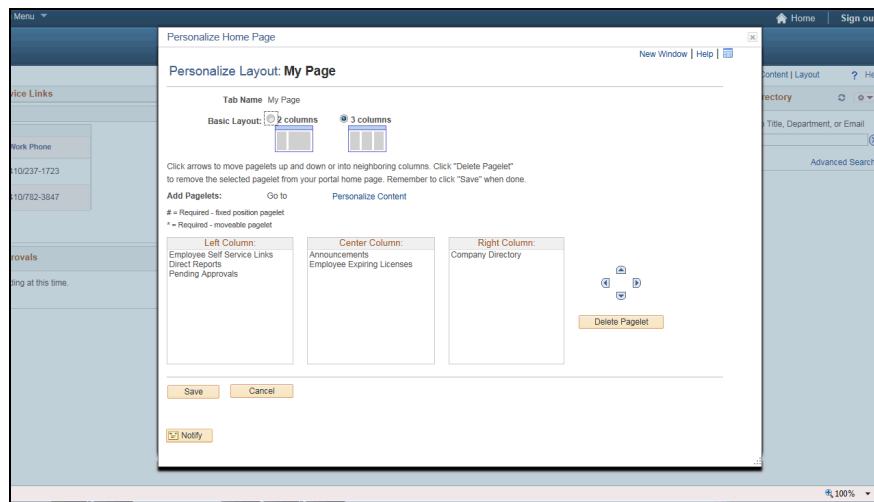 Menu
Home
Sign ou
Personalize Home Page
New Window | Help |
Personalize Layout: My Page
Content | Layout
? He
vice Links
rectory
Tab Name My Page
Basic Layout: 2 columns 3 columns
Title, Department, or Email
Work Phone
Advanced Search
Click arrows to move pagelets up and down or into neighboring columns. Click "Delete Pagelet"
410/237-1723
to remove the selected pagelet from your portal home page. Remember to click "Save" when done.
410/782-3847
Add Pagelets: Go to Personalize Content
# = Required - fixed position pagelet
* = Required - moveable pagelet
Left Column: Center Column: Right Column:
rovals
Employee Self Service Links Announcements Company Directory
Direct Reports Employee Expiring Licenses
Pending Approvals
ding at this time.
Delete Pagelet
Save Cancel
Notify
100%